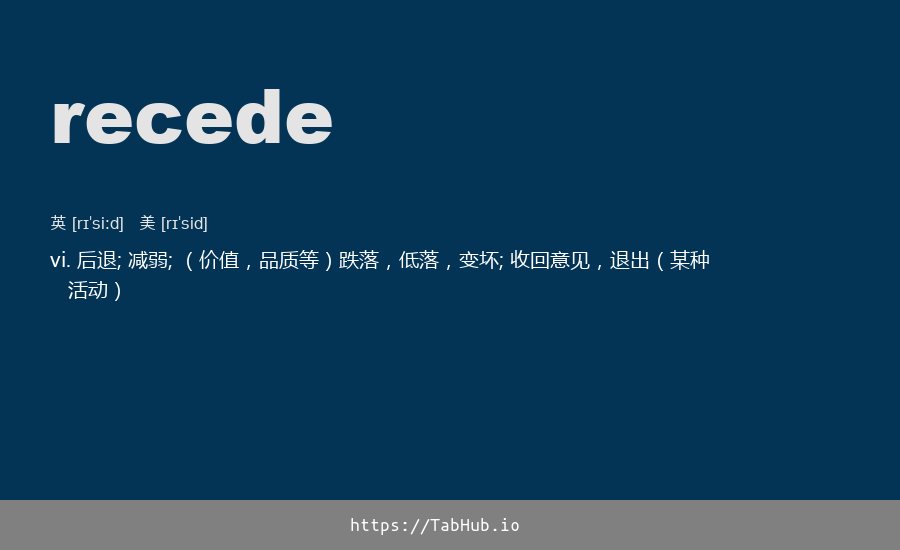 recede
英 [rɪˈsiːd]   美 [rɪˈsid]
vi. 后退; 减弱; （价值，品质等）跌落，低落，变坏; 收回意见，退出（某种
活动）
https://TabHub.io